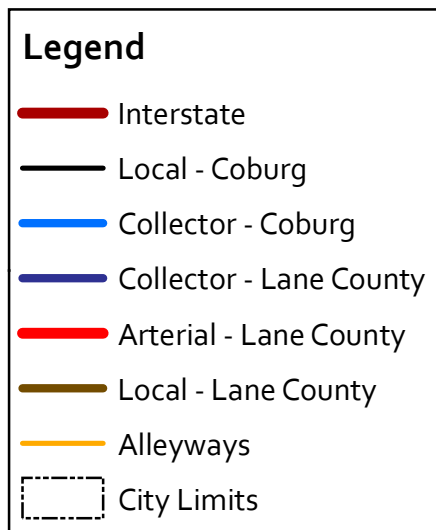 Legend
Interstate
Local - Coburg
Collector - Coburg
Collector - Lane County
Arterial - Lane County
Local - Lane County
Alleyways
City Limits